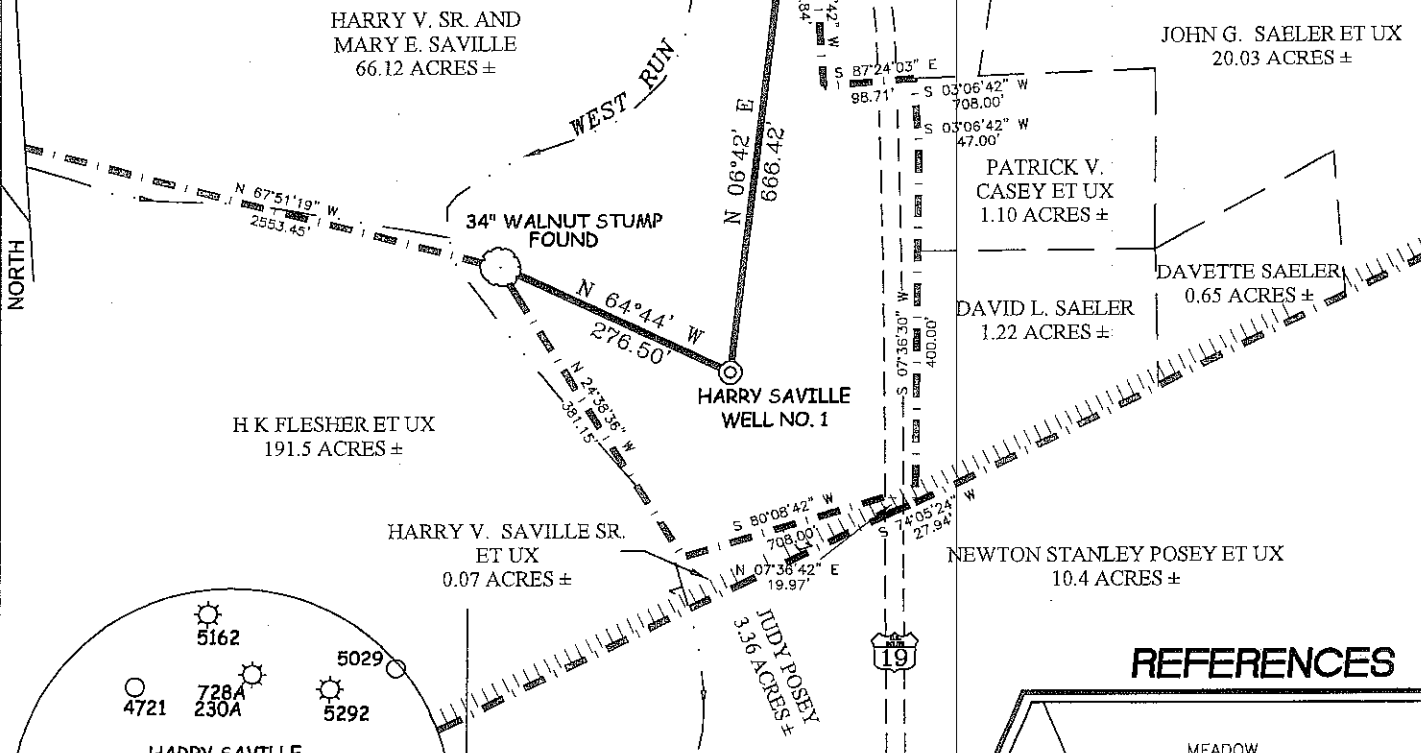 HARRY V. SR. AND
MARY E. SAVILLE
66.12 ACRES ±
WEST RUN
N 06°42' E
666.42'
'42" W
.84'
S 87°24'03" E
98.71'
S 03°06'42" W
708.00'
S 03°06'42" W
47.00'
JOHN G. SAELER ET UX
20.03 ACRES ±
PATRICK V.
CASEY ET UX
1.10 ACRES ±
NORTH
N 67°51'19" W
2553.45'
34" WALNUT STUMP
FOUND
N 64°44' W
276.50'
HARRY SAVILLE
WELL NO. 1
S 07°36'30" W
400.00'
DAVID L. SAELER
1.22 ACRES ±
DAVETTE SAELER
0.65 ACRES ±
H K FLESHER ET UX
191.5 ACRES ±
N 24°38'36" W
381.15'
HARRY V. SAVILLE SR.
ET UX
0.07 ACRES ±
S 80°08'42" W
708.00'
N 07°36'42" E
19.97'
S 74°05'24" W
27.94'
NEWTON STANLEY POSEY ET UX
10.4 ACRES ±
JUDY POSEY
3.36 ACRES ±
19
5162
5029
4721
728A
230A
5292
HARRY SAVILLE
REFERENCES
MEADOW